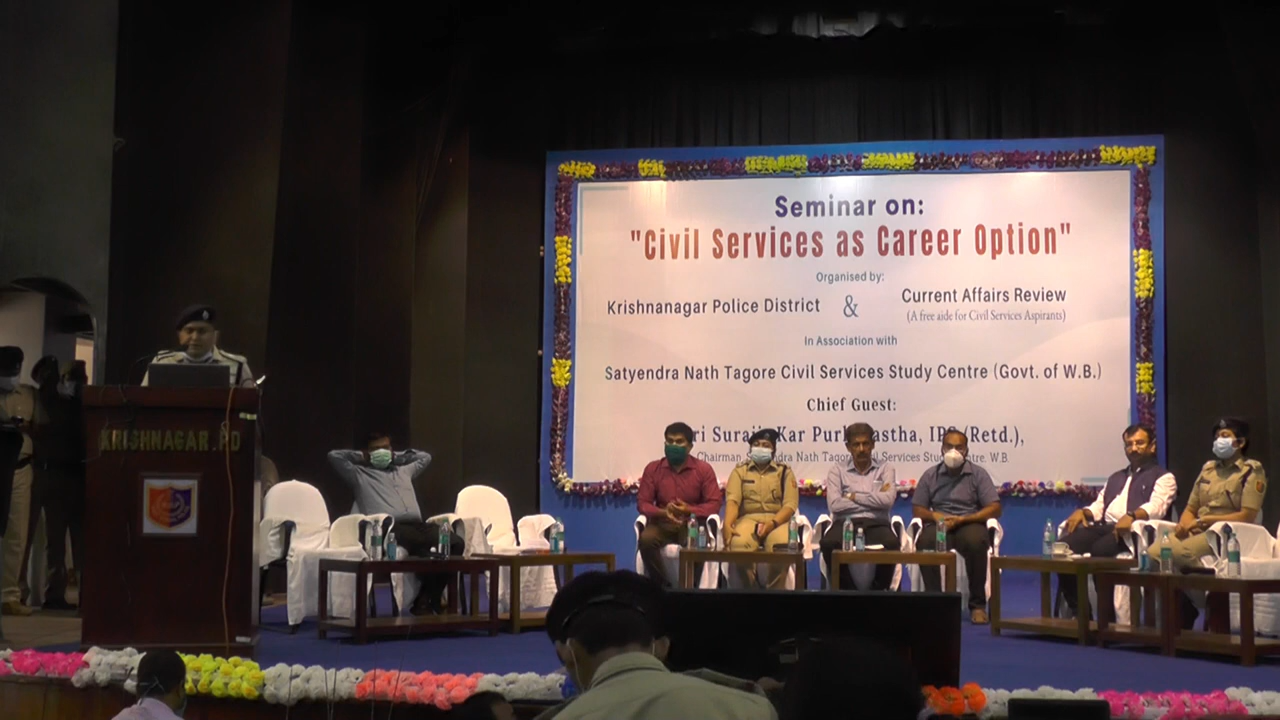 Seminar on:
"Civil Services as Career Option"
Organised by:
Krishnanagar Police District & Current Affairs Review
(A free aide for Civil Services Aspirants)
In Association with
Satyendra Nath Tagore Civil Services Study Centre (Govt. of W.B.)
Chief Guest:
Kar (Retd.),
Chairman, Centre, W.B.
KRISHNAGAR.PD